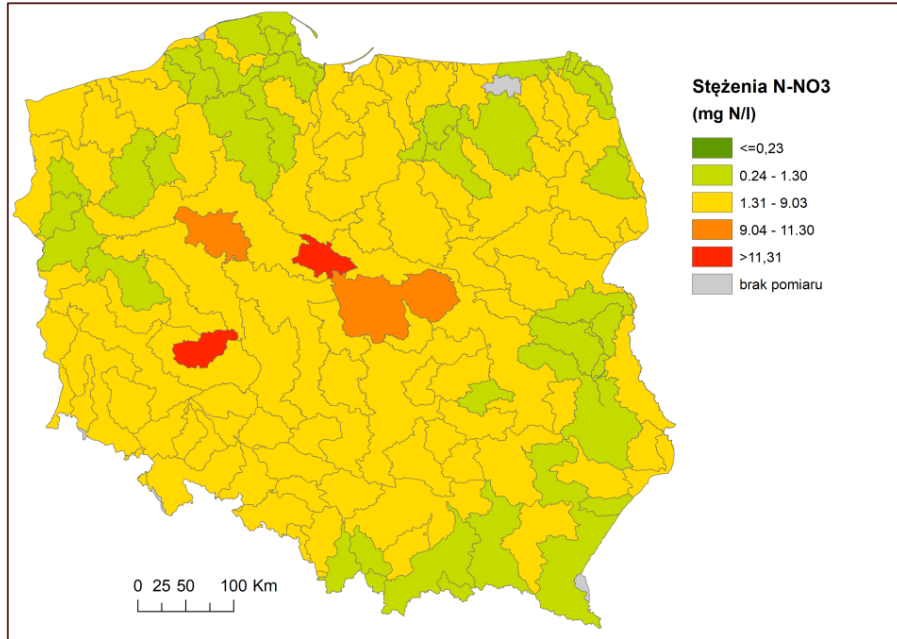 Stężenia N-NO3
(mg N/l)
<=0,23
0.24 - 1.30
1.31 - 9.03
9.04 - 11.30
>11,31
brak pomiaru
0 25 50 100 Km